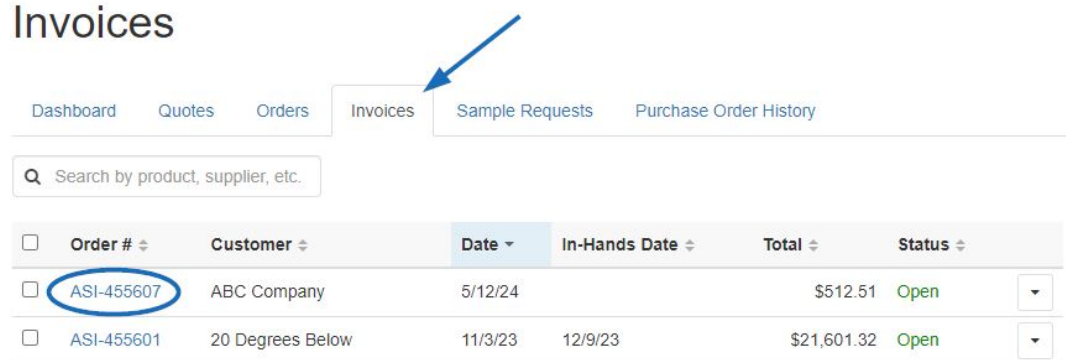 Invoices
Dashboard Quotes Orders Invoices Sample Requests Purchase Order History
Search by product, supplier, etc.
Order # Customer Date In-Hands Date Total Status
ASI-455607 ABC Company 5/12/24 $512.51 Open
ASI-455601 20 Degrees Below 11/3/23 12/9/23 $21,601.32 Open